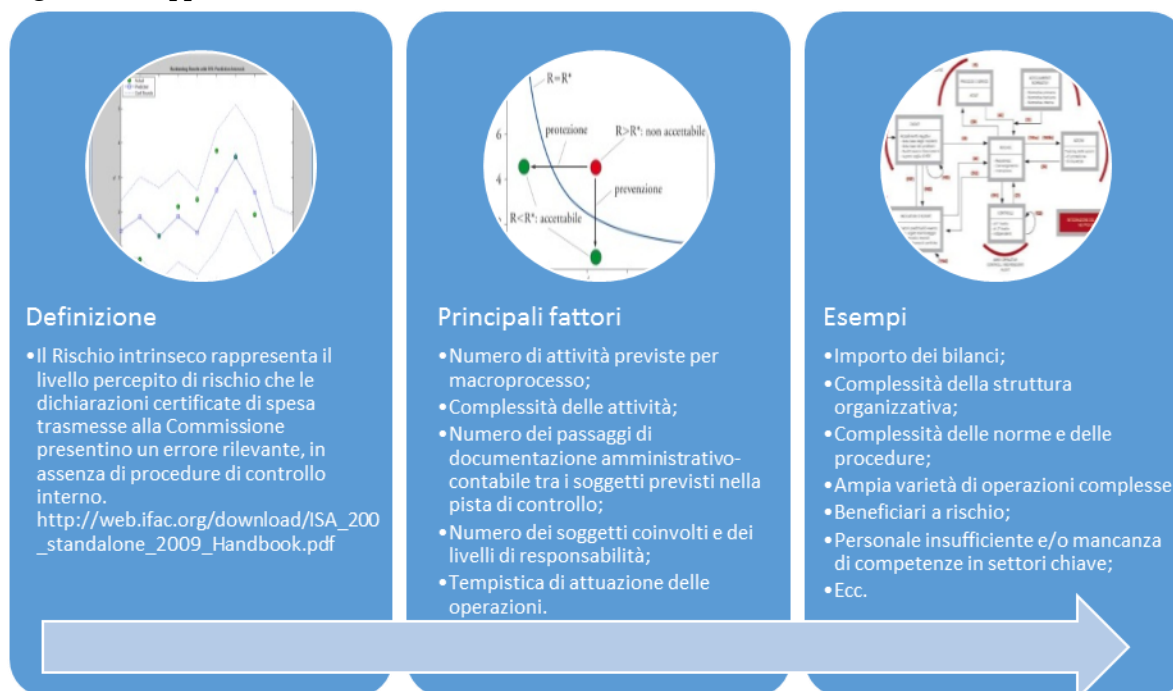 R=R*
protezione
R>R*: non accettabile
prevenzione
R<R*: accettabile
6
4
2
Definizione
•Il Rischio intrinseco rappresenta il
livello percepito di rischio che le
dichiarazioni certificate di spesa
trasmesse alla Commissione
presentino un errore rilevante, in
assenza di procedure di controllo
interno.
http://web.ifac.org/download/ISA_200
_standalone_2009_Handbook.pdf
Principali fattori
•Numero di attività previste per
macroprocesso;
•Complessità delle attività;
•Numero dei passaggi di
documentazione amministrativo-
contabile tra i soggetti previsti nella
pista di controllo;
•Numero dei soggetti coinvolti e dei
livelli di responsabilità;
•Tempistica di attuazione delle
operazioni.
Esempi
•Importo dei bilanci;
•Complessità della struttura
organizzativa;
•Complessità delle norme e delle
procedure;
•Ampia varietà di operazioni complesse
•Beneficiari a rischio;
•Personale insufficiente e/o mancanza
di competenze in settori chiave;
•Ecc.